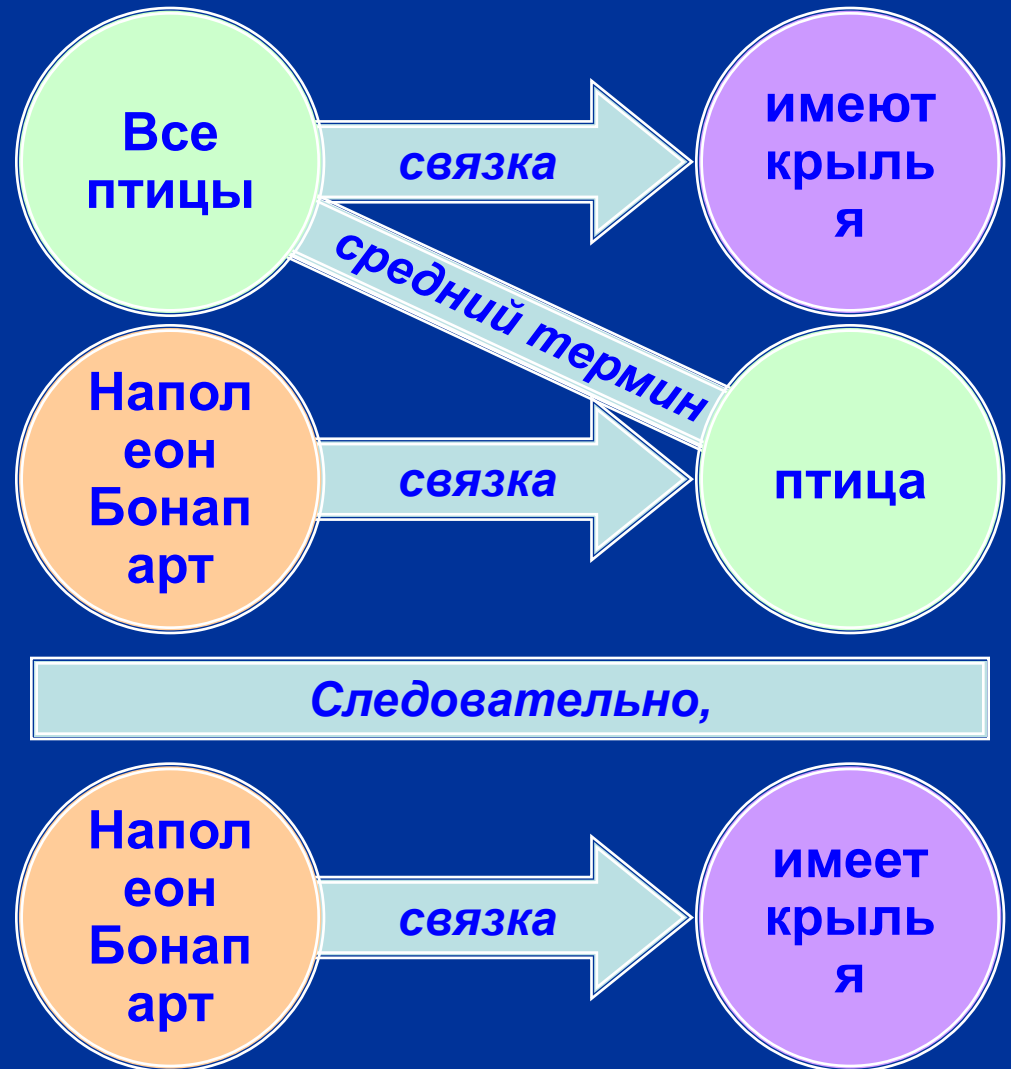 Все
птицы
связка
имеют
крыль
я
средний термин
Напол
еон
Бонап
арт
связка
птица
Следовательно,
Напол
еон
Бонап
арт
связка
имеет
крыль
я